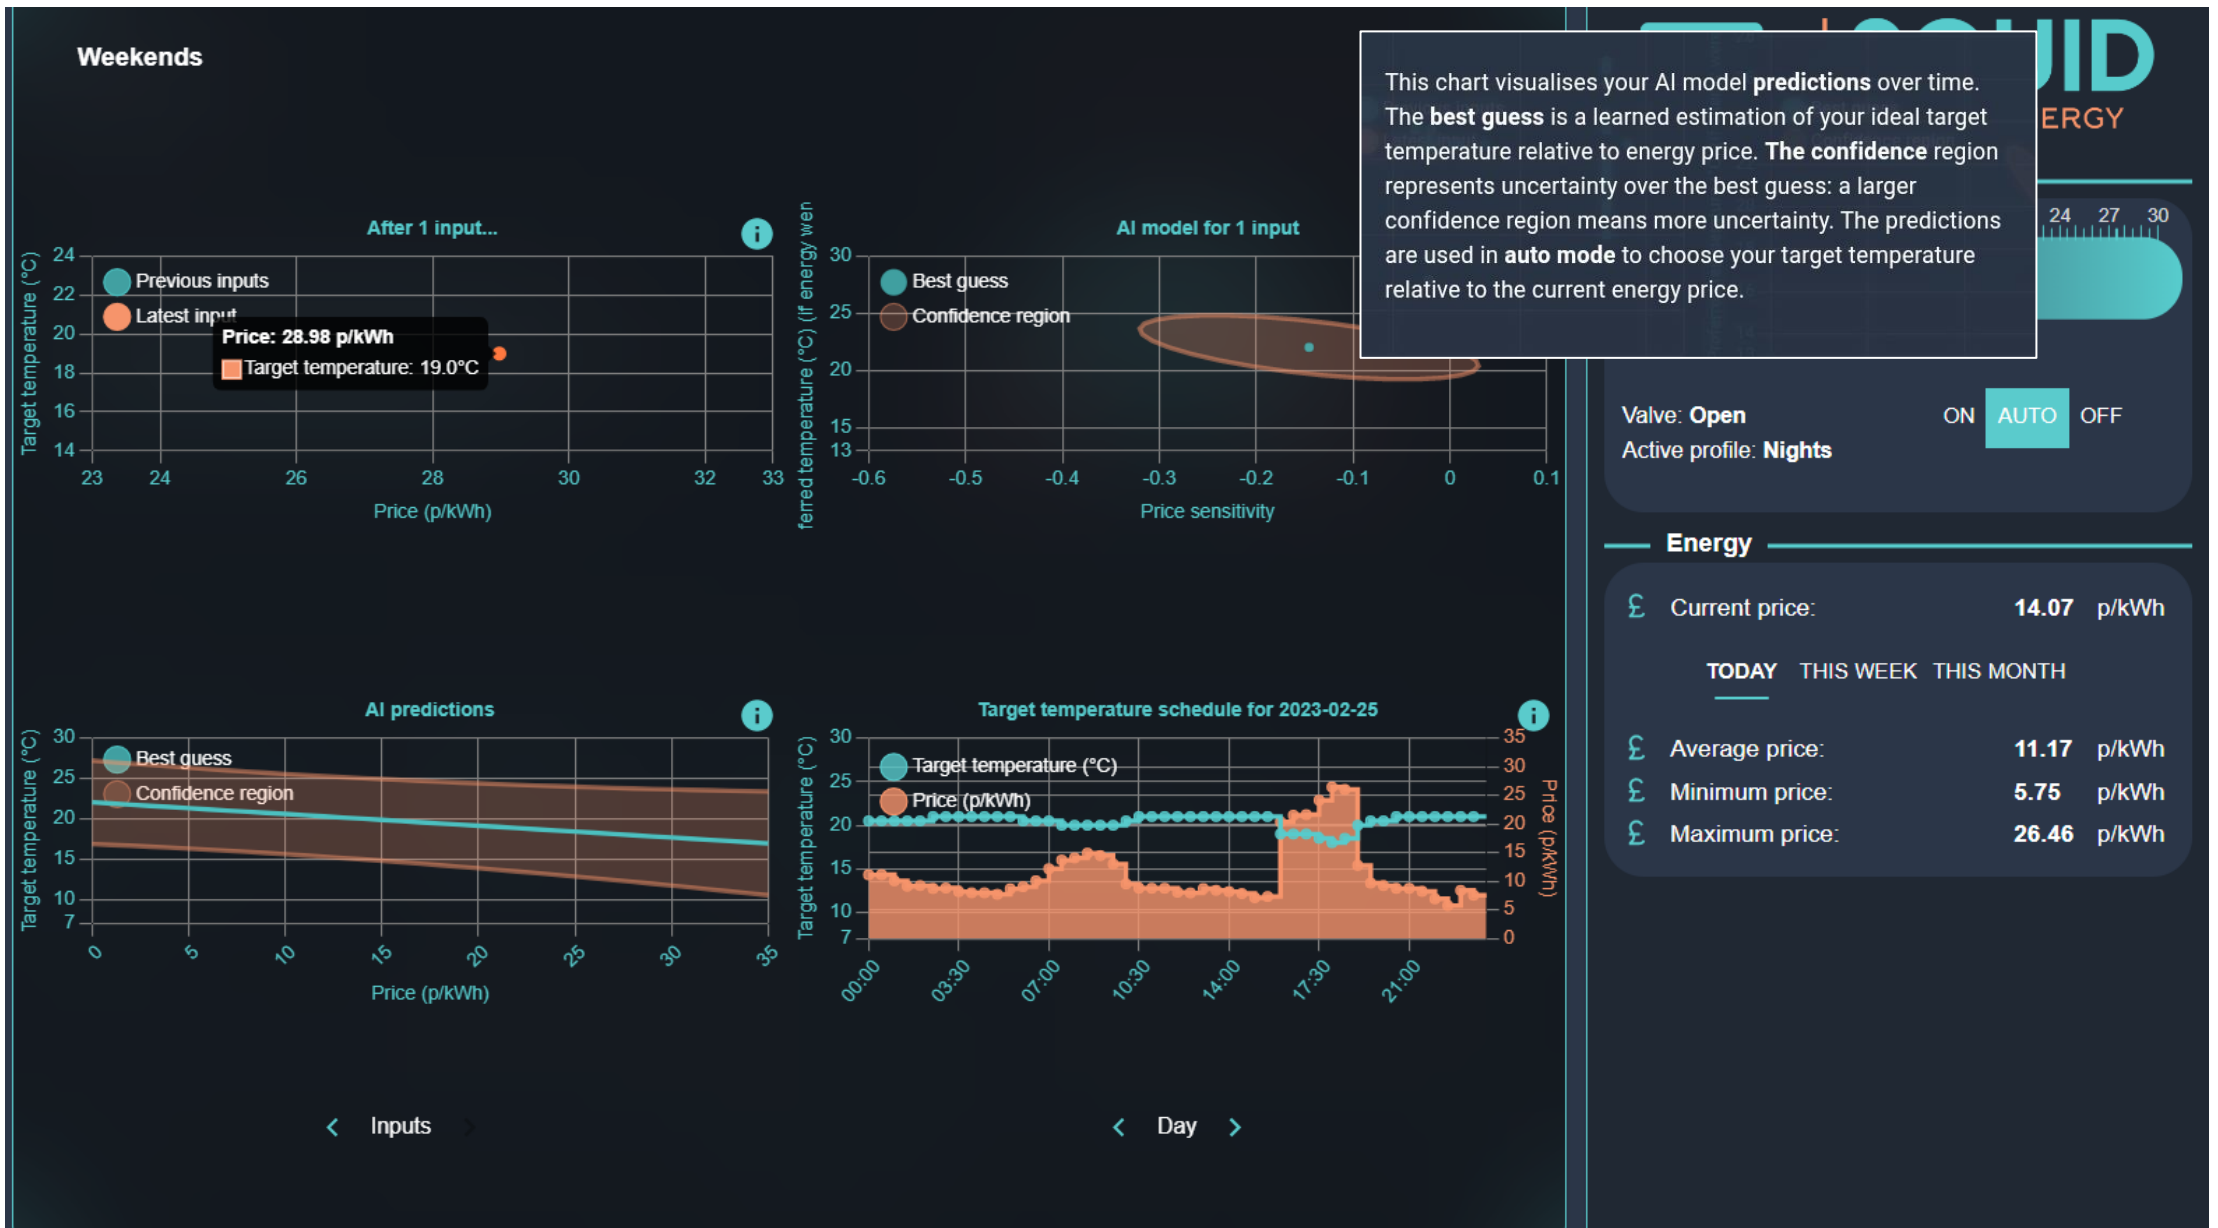 Weekends
After 1 input...
Target temperature (°C)
24
22
20
18
16
14
Previous inputs
Latest input
Price: 28.98 p/kWh
Target temperature: 19.0°C
23 24 26 28 30 32 33
Price (p/kWh)
AI model for 1 input
ferred temperature (°C) (if energy wer
30
25
20
15
13
Best guess
Confidence region
-0.6 -0.5 -0.4 -0.3 -0.2 -0.1 0 0.1
Price sensitivity
This chart visualises your AI model predictions over time.
The best guess is a learned estimation of your ideal target
temperature relative to energy price. The confidence region
represents uncertainty over the best guess: a larger
confidence region means more uncertainty. The predictions
are used in auto mode to choose your target temperature
relative to the current energy price.
UID
ERGY
24 27 30
Valve: Open
Active profile: Nights
ON AUTO OFF
Energy
£ Current price: 14.07 p/kWh
TODAY THIS WEEK THIS MONTH
£ Average price: 11.17 p/kWh
£ Minimum price: 5.75 p/kWh
£ Maximum price: 26.46 p/kWh
AI predictions
Target temperature (°C)
30
25
20
15
10
7
Best guess
Confidence region
0 5 10 15 20 25 30 35
Price (p/kWh)
Target temperature schedule for 2023-02-25
Target temperature (°C)
30
25
20
15
10
7
Target temperature (°C)
Price (p/kWh)
35
30
25
20
15
10
5
0
Price (p/kWh)
00:00 03:30 07:00 10:30 14:00 17:30 21:00
< Inputs >
< Day >